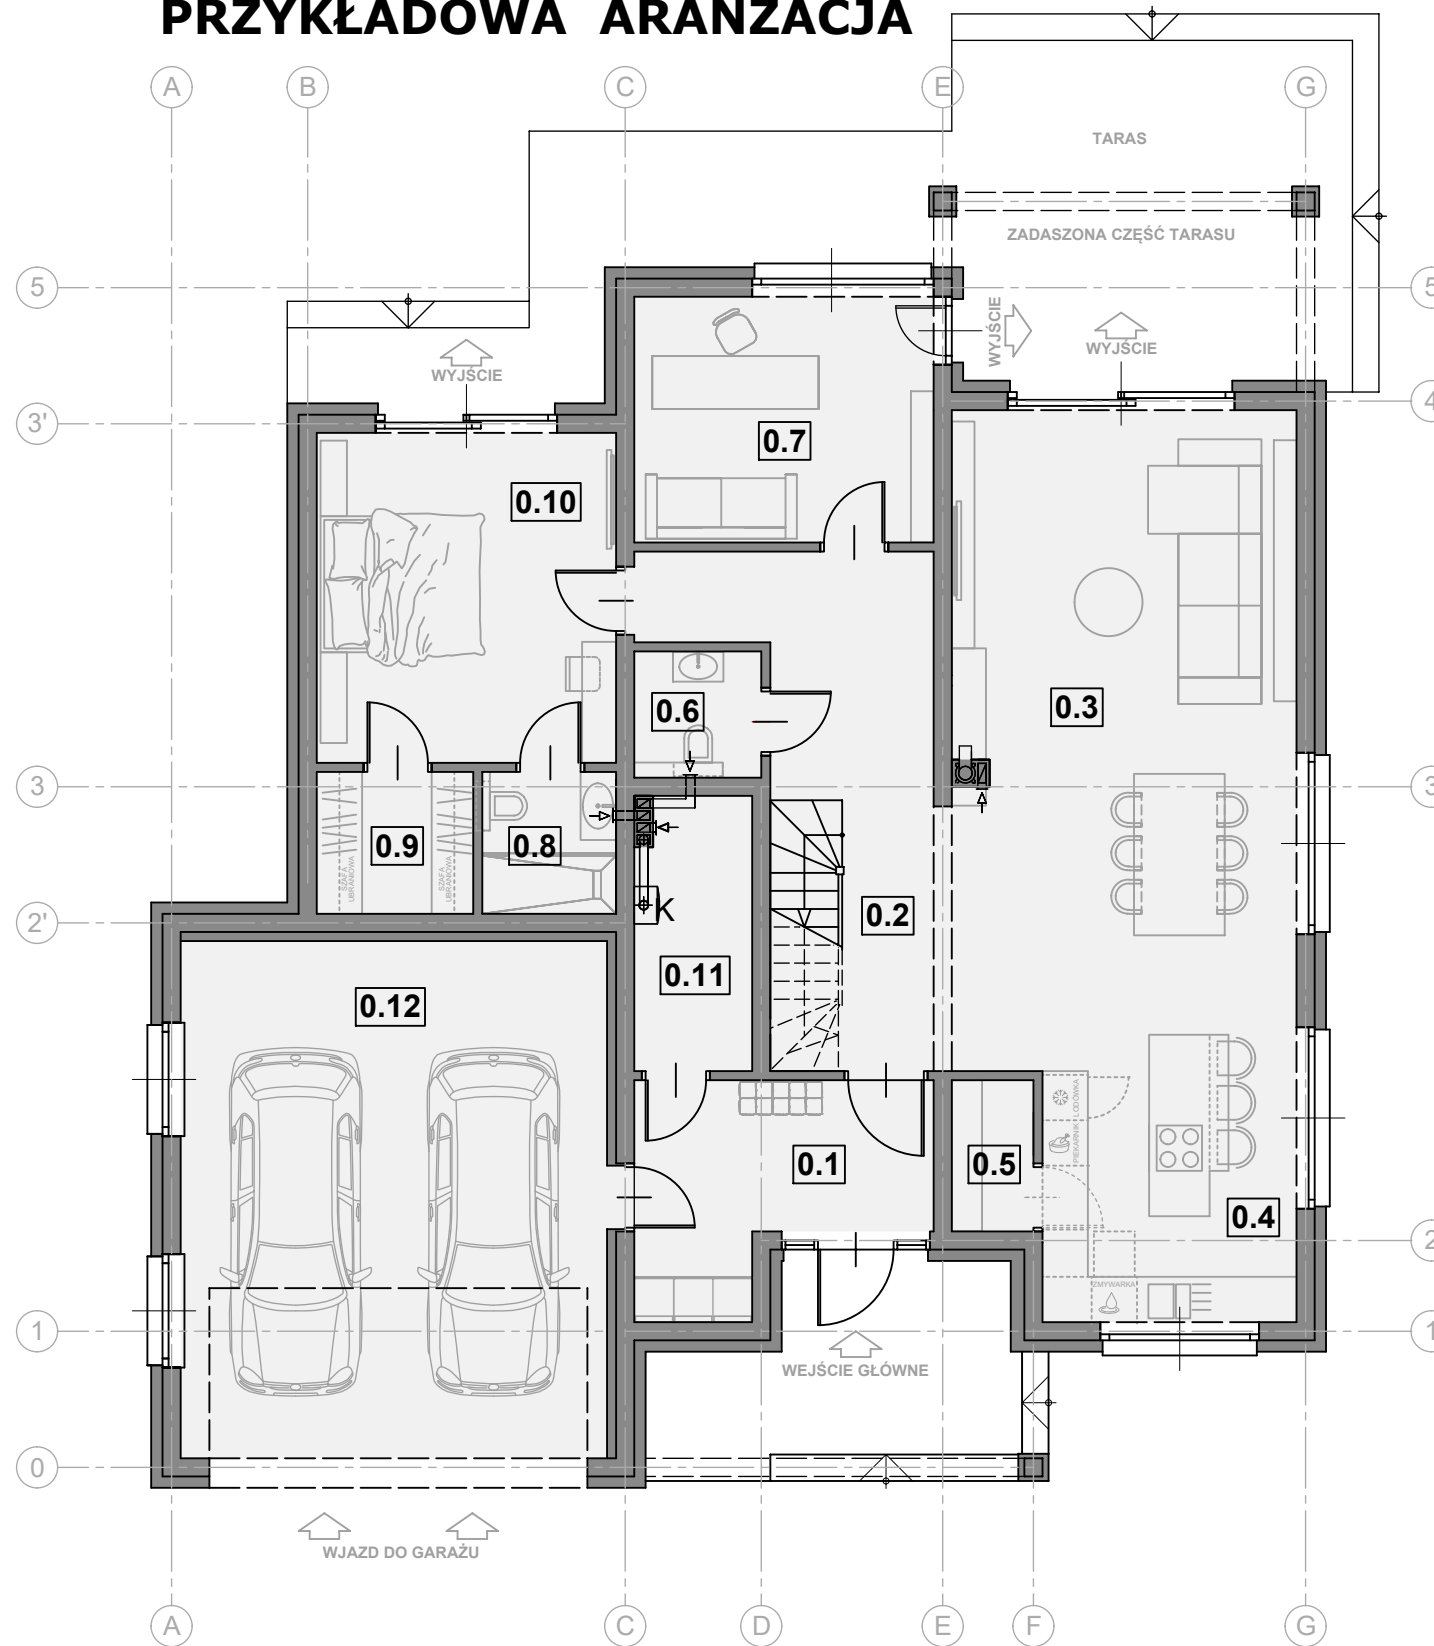 PRZYKŁADOWA ARANŻACJA
A
B
C
E
G
TARAS
ZADASZONA CZĘŚĆ TARASU
5
5
WYJŚCIE
WYJŚCIE
WYJŚCIE
3'
4
0.7
0.10
0.6
0.3
3
3
0.9
0.8
SZAFA
UBRANIOWA
SZAFA
UBRANIOWA
K
0.2
2'
0.11
0.12
LODÓWKA
PIEKARNIK
0.1
0.5
0.4
2
ZMYWARKA
1
1
WEJŚCIE GŁÓWNE
0
WJAZD DO GARAŻU
A
C
D
E
F
G